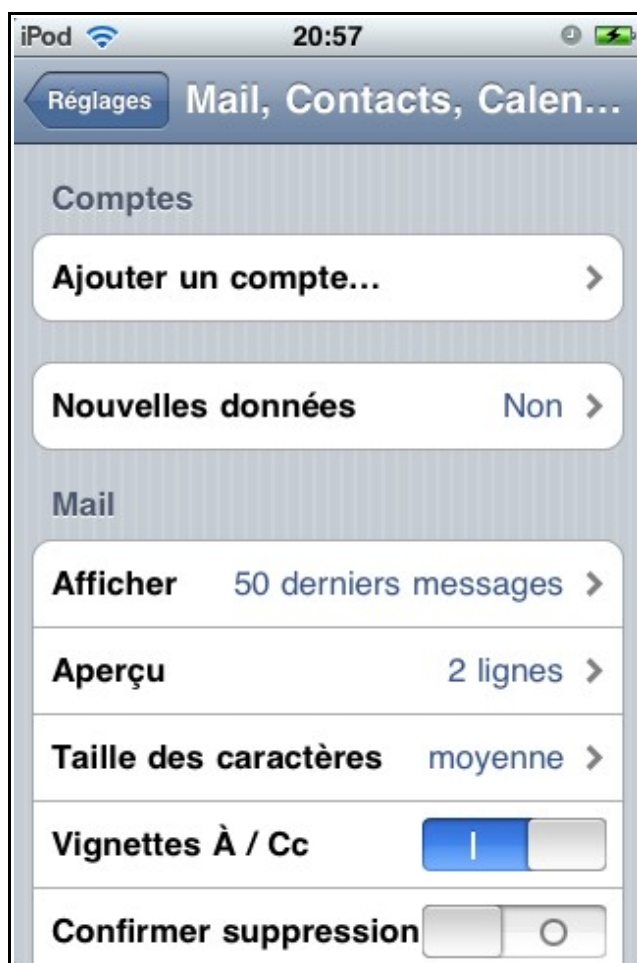 iPod 20:57
Réglages Mail, Contacts, Calen...
Comptes
Ajouter un compte...
Nouvelles données Non
Mail
Afficher 50 derniers messages
Aperçu 2 lignes
Taille des caractères moyenne
Vignettes À / Cc
Confirmer suppression